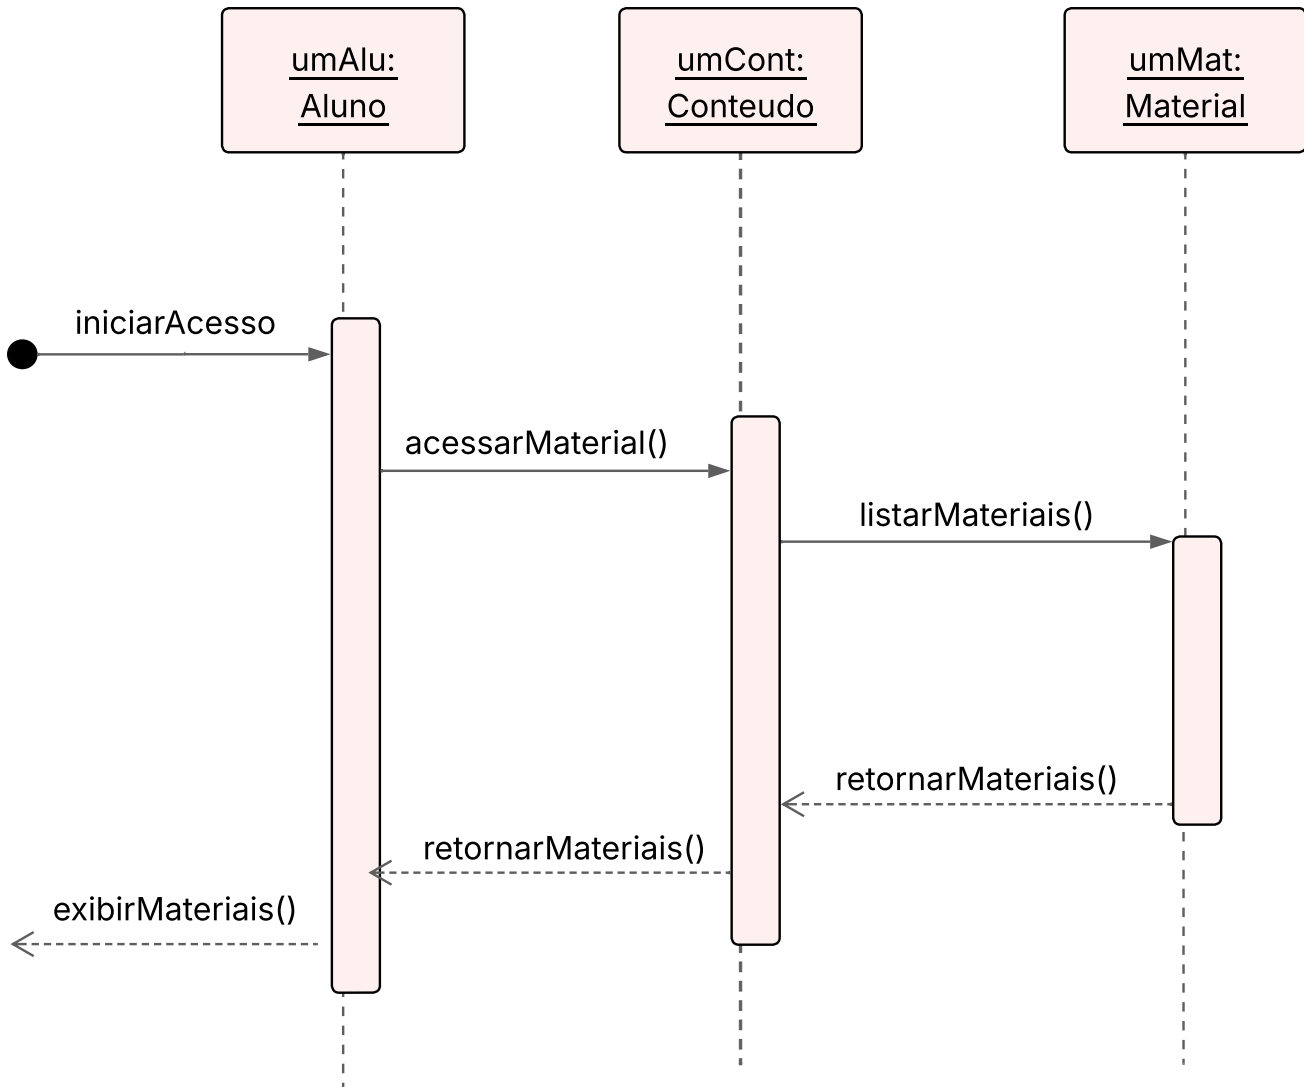 umAlu:
Aluno
umCont:
Conteudo
umMat:
Material
iniciarAcesso
acessarMaterial()
listarMateriais()
retornarMateriais()
retornarMateriais()
exibirMateriais()